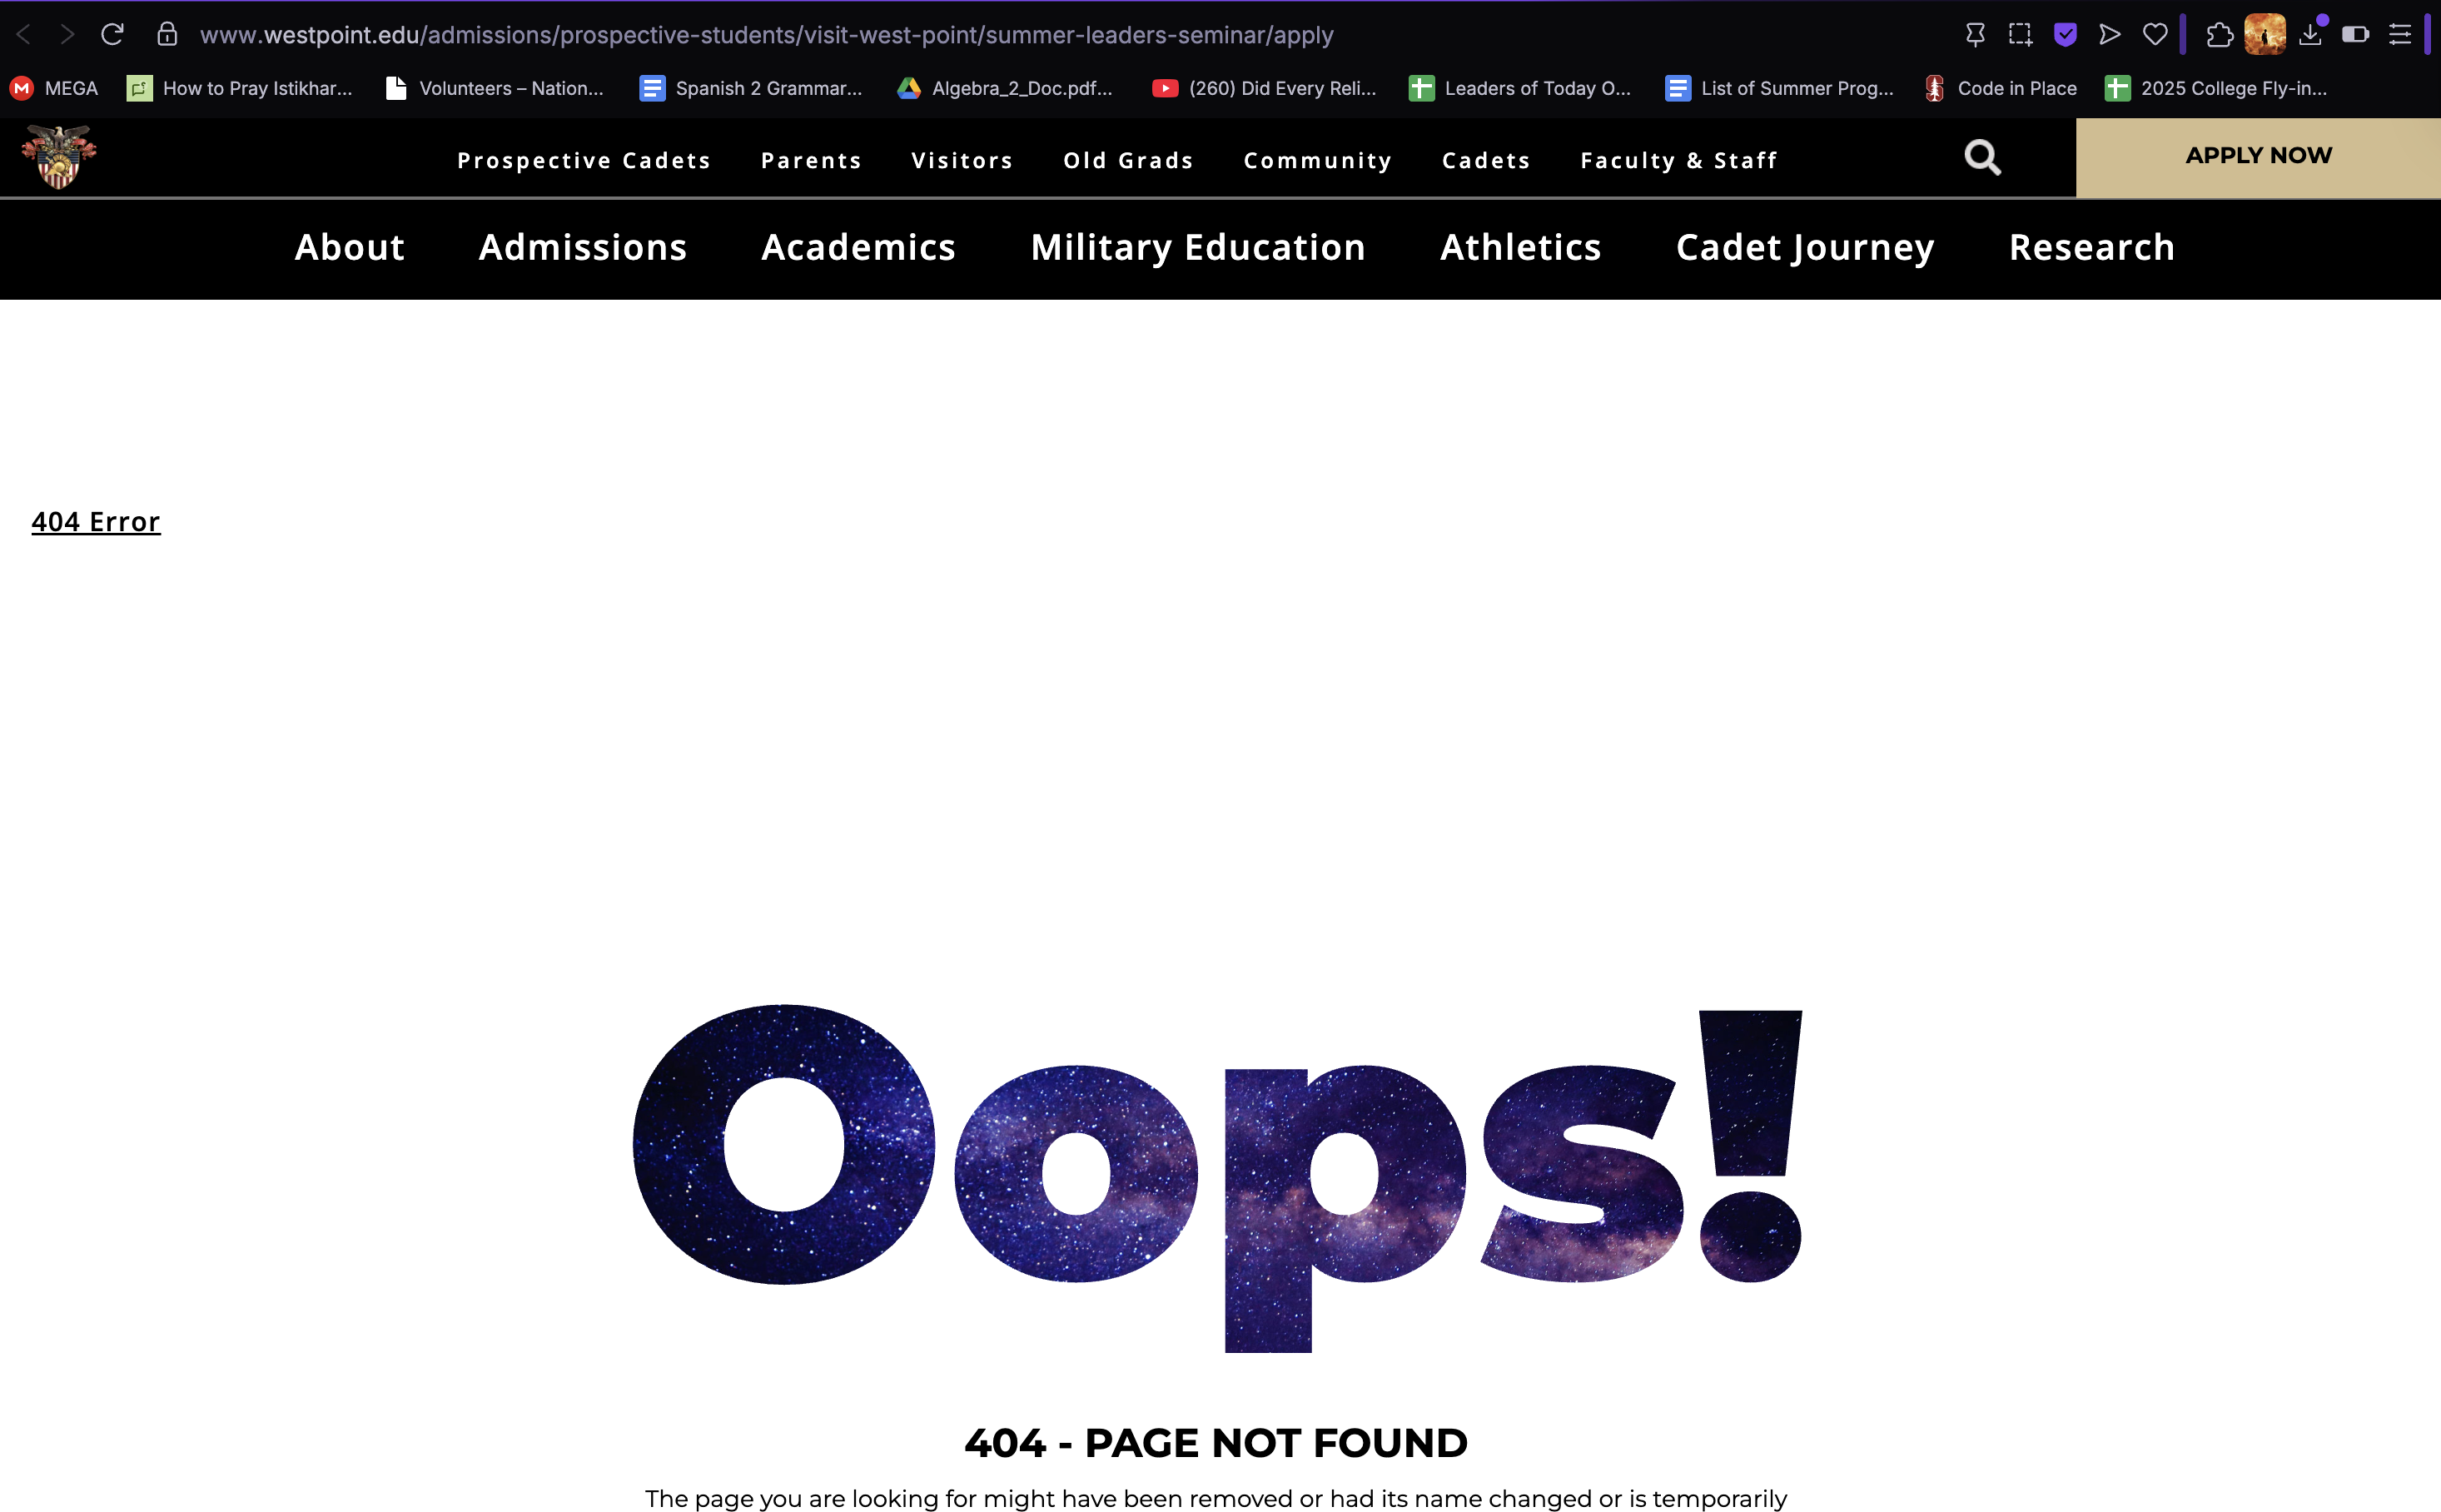 www.westpoint.edu/admissions/prospective-students/visit-west-point/summer-leaders-seminar/apply
MEGA How to Pray Istikhar... Volunteers – Nation... Spanish 2 Grammar... Algebra_2_Doc.pdf... (260) Did Every Reli... Leaders of Today O... List of Summer Prog... Code in Place 2025 College Fly-in...
Prospective Cadets Parents Visitors Old Grads Community Cadets Faculty & Staff APPLY NOW
About Admissions Academics Military Education Athletics Cadet Journey Research
404 Error
Oops!
404 - PAGE NOT FOUND
The page you are looking for might have been removed or had its name changed or is temporarily